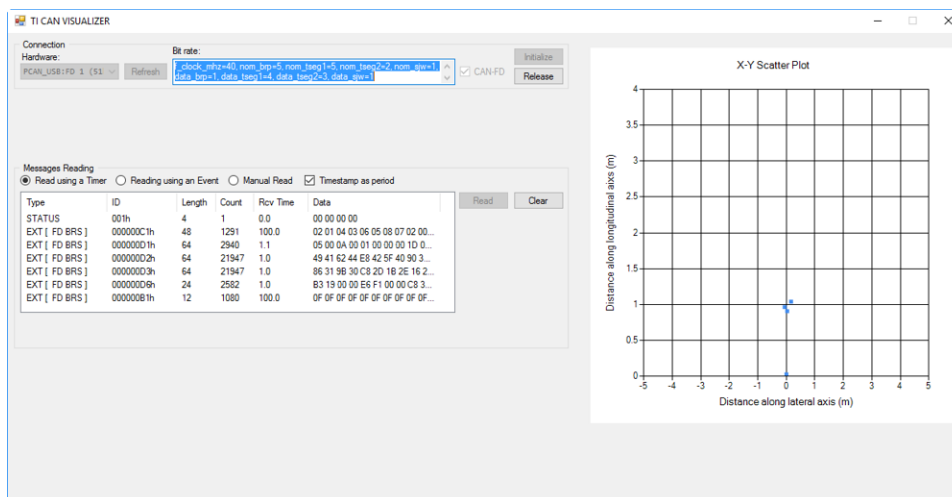 TI CAN VISUALIZER
Connection
Hardware:
PCAN_USB:FD 1 (51
Refresh
Bit rate:
f_clock_mhz=40, nom_brp=5, nom_tseg1=5, nom_tseg2=2, nom_sjw=1,
data_brp=1, data_tseg1=4, data_tseg2=3, data_sjw=1
CAN-FD
Initialize
Release
Messages Reading
Read using a Timer Reading using an Event Manual Read Timestamp as period
Read Clear
Type ID Length Count Rcv Time Data
STATUS 001h 4 1 0.0 00 00 00 00
EXT [ FD BRS ] 000000C1h 48 1291 100.0 02 01 04 03 06 05 08 07 02 00...
EXT [ FD BRS ] 000000D1h 64 2940 1.1 05 00 0A 00 01 00 00 00 1D 0...
EXT [ FD BRS ] 000000D2h 64 21947 1.0 49 41 62 44 E8 42 5F 40 90 3...
EXT [ FD BRS ] 000000D3h 64 21947 1.0 86 31 9B 30 C8 2D 1B 2E 16 2...
EXT [ FD BRS ] 000000D6h 24 2582 1.0 B3 19 00 00 E6 F1 00 00 C8 3...
EXT [ FD BRS ] 000000B1h 12 1080 100.0 0F 0F 0F 0F 0F 0F 0F 0F 0F 0F...
X-Y Scatter Plot
Distance along longitudinal aixs (m)
4
3.5
3
2.5
2
1.5
1
0.5
0
-5 -4 -3 -2 -1 0 1 2 3 4 5
Distance along lateral axis (m)